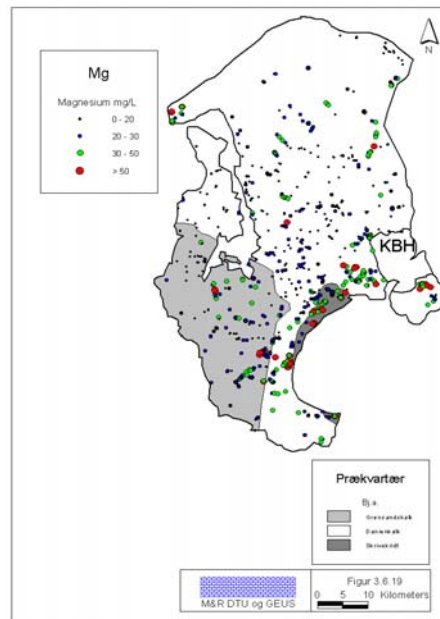 N
Mg
Magnesium mg/L
0 - 20
20 - 30
30 - 50
> 50
KBH
Prækvartær
Bj.a.
Grønsandskalk
Danienkalk
Skrivekridt
Figur 3.6.19
0 5 10 Kilometers
M&R DTU og GEUS